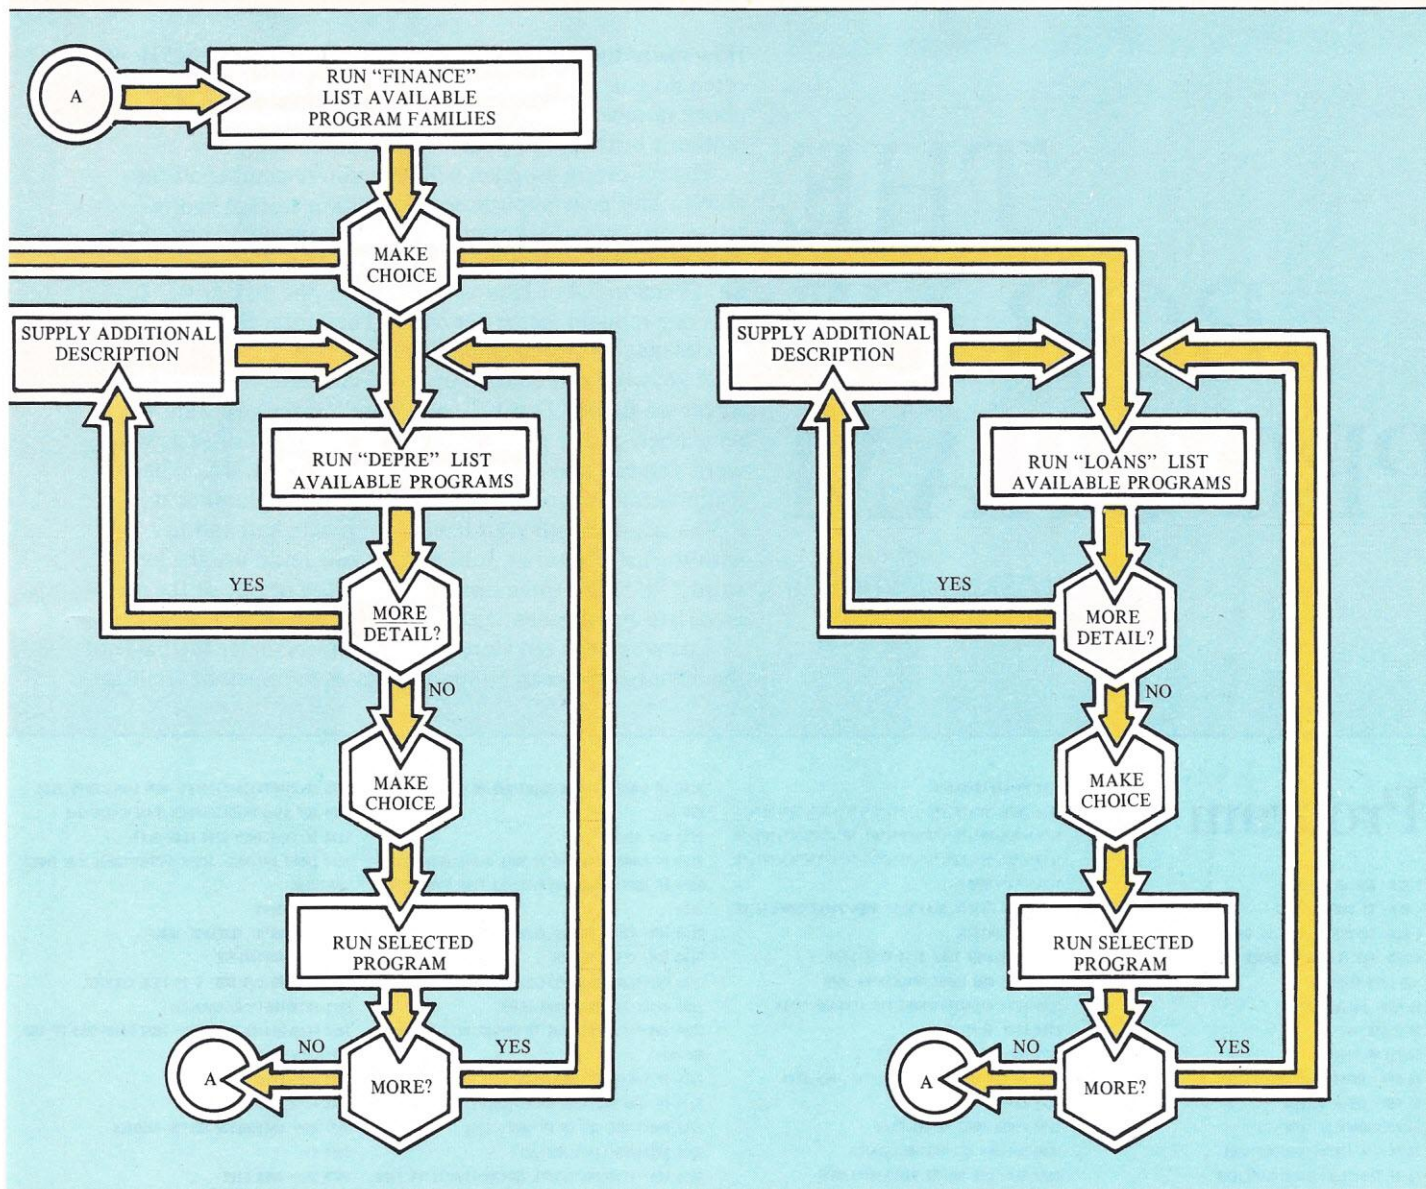 A
RUN “FINANCE”
LIST AVAILABLE
PROGRAM FAMILIES
MAKE
CHOICE
SUPPLY ADDITIONAL
DESCRIPTION
RUN “DEPRE” LIST
AVAILABLE PROGRAMS
YES
MORE
DETAIL?
NO
MAKE
CHOICE
RUN SELECTED
PROGRAM
NO
YES
A
MORE?
SUPPLY ADDITIONAL
DESCRIPTION
RUN “LOANS” LIST
AVAILABLE PROGRAMS
YES
MORE
DETAIL?
NO
MAKE
CHOICE
RUN SELECTED
PROGRAM
NO
YES
A
MORE?